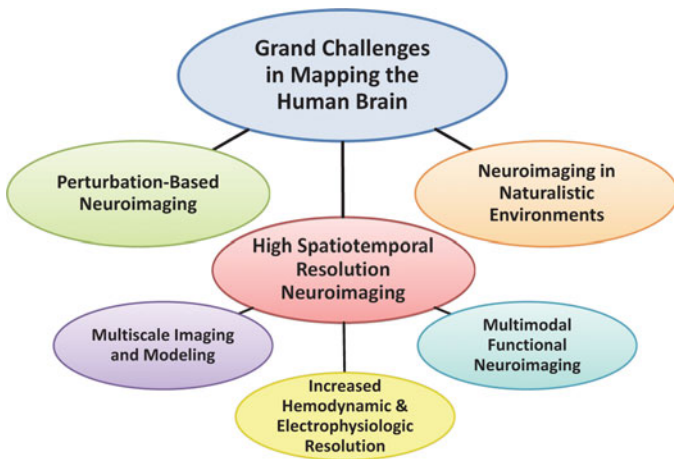 Grand Challenges
in Mapping the
Human Brain
Perturbation-Based
Neuroimaging
Neuroimaging in
Naturalistic
Environments
High Spatiotemporal
Resolution
Neuroimaging
Multiscale Imaging
and Modeling
Multimodal
Functional
Neuroimaging
Increased
Hemodynamic &
Electrophysiologic
Resolution